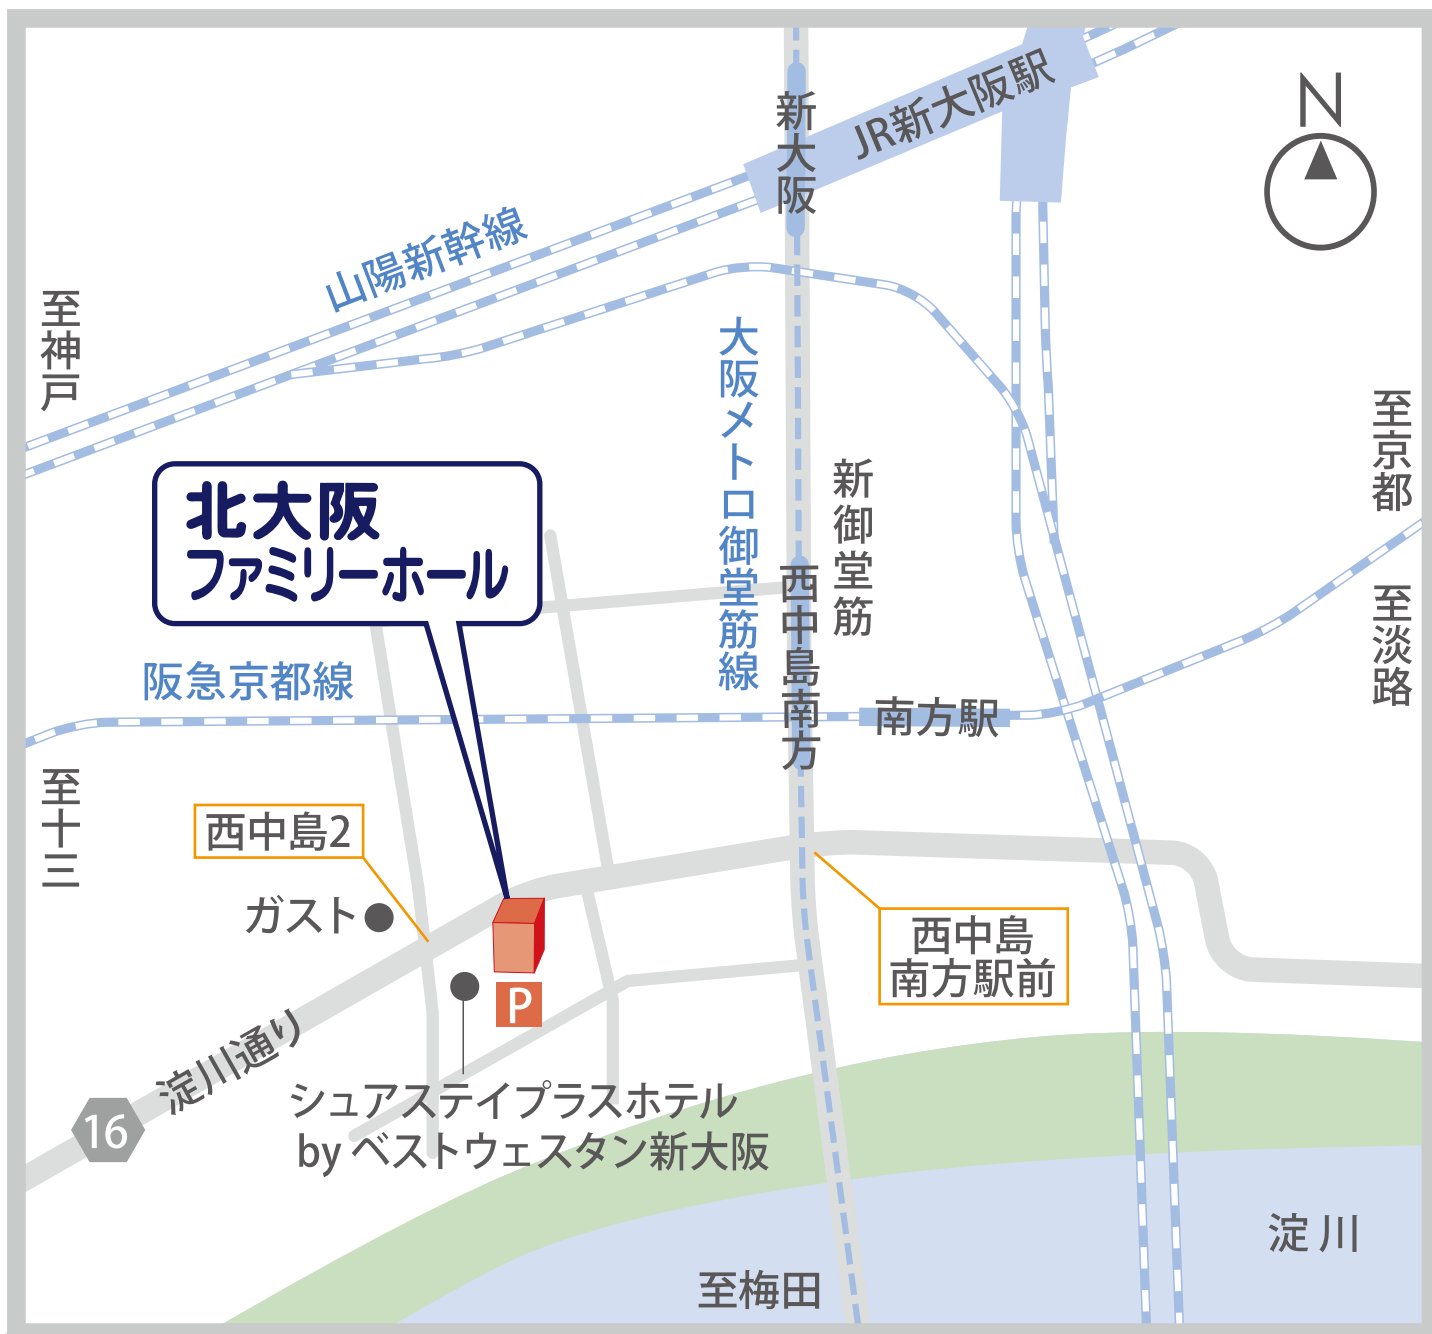 新大阪
JR新大阪駅
N
山陽新幹線
至神戸
大阪メトロ御堂筋線
至京都
新御堂筋
北大阪
ファミリーホール
西中島南方
至淡路
阪急京都線
南方駅
至十三
西中島2
ガスト
西中島
南方駅前
P
淀川通り
16
シュアステイプラスホテル
by ベストウェスタン新大阪
淀川
至梅田